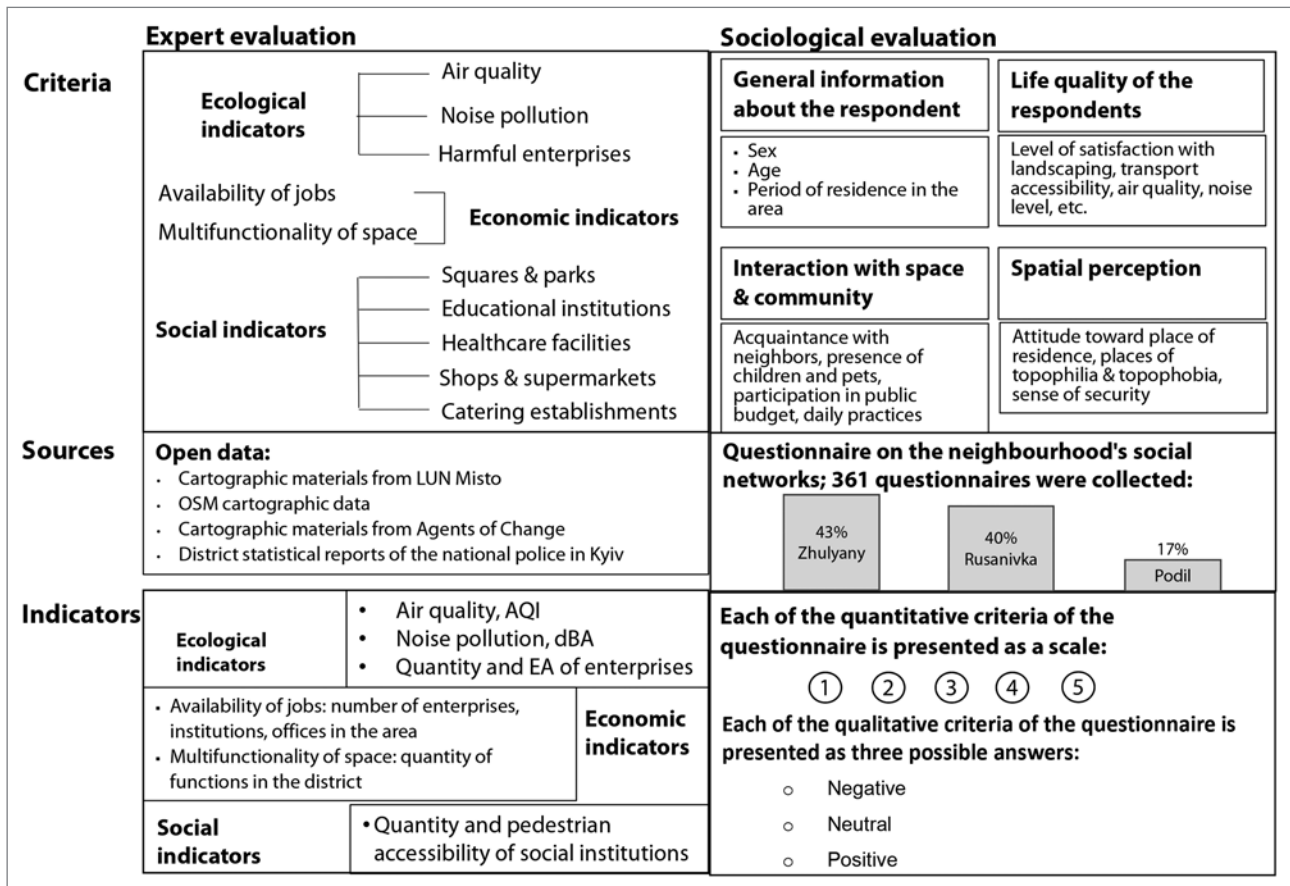 Expert evaluation
Sociological evaluation
Criteria
Ecological
indicators
Air quality
Noise pollution
Harmful enterprises
Availability of jobs
Multifunctionality of space
Economic indicators
Social indicators
Squares & parks
Educational institutions
Healthcare facilities
Shops & supermarkets
Catering establishments
General information
about the respondent
• Sex
• Age
• Period of residence in the
area
Life quality of the
respondents
Level of satisfaction with
landscaping, transport
accessibility, air quality, noise
level, etc.
Interaction with space
& community
Acquaintance with
neighbors, presence of
children and pets,
participation in public
budget, daily practices
Spatial perception
Attitude toward place of
residence, places of
topophilia & topophobia,
sense of security
Sources
Open data:
• Cartographic materials from LUN Misto
• OSM cartographic data
• Cartographic materials from Agents of Change
• District statistical reports of the national police in Kyiv
Questionnaire on the neighbourhood's social
networks; 361 questionnaires were collected:
43%
Zhulyany
40%
Rusanivka
17%
Podil
Indicators
Ecological
indicators
• Air quality, AQI
• Noise pollution, dBA
• Quantity and EA of enterprises
• Availability of jobs: number of enterprises,
institutions, offices in the area
• Multifunctionality of space: quantity of
functions in the district
Economic
indicators
Social
indicators
• Quantity and pedestrian
accessibility of social institutions
Each of the quantitative criteria of the
questionnaire is presented as a scale:
1 2 3 4 5
Each of the qualitative criteria of the questionnaire is
presented as three possible answers:
o Negative
o Neutral
o Positive